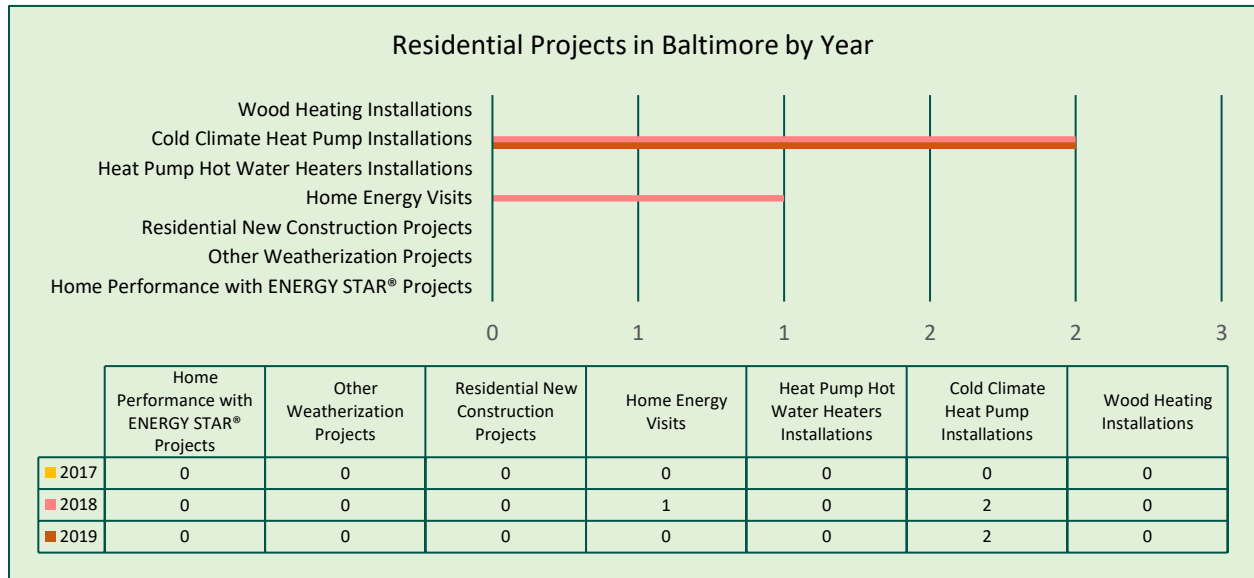 Residential Projects in Baltimore by Year
Wood Heating Installations
Cold Climate Heat Pump Installations
Heat Pump Hot Water Heaters Installations
Home Energy Visits
Residential New Construction Projects
Other Weatherization Projects
Home Performance with ENERGY STAR® Projects
0 1 1 2 2 3
Home
Performance with
ENERGY STAR®
Projects
Other
Weatherization
Projects
Residential New
Construction
Projects
Home Energy
Visits
Heat Pump Hot
Water Heaters
Installations
Cold Climate
Heat Pump
Installations
Wood Heating
Installations
2017 0 0 0 0 0 0 0
2018 0 0 0 1 0 2 0
2019 0 0 0 0 0 2 0